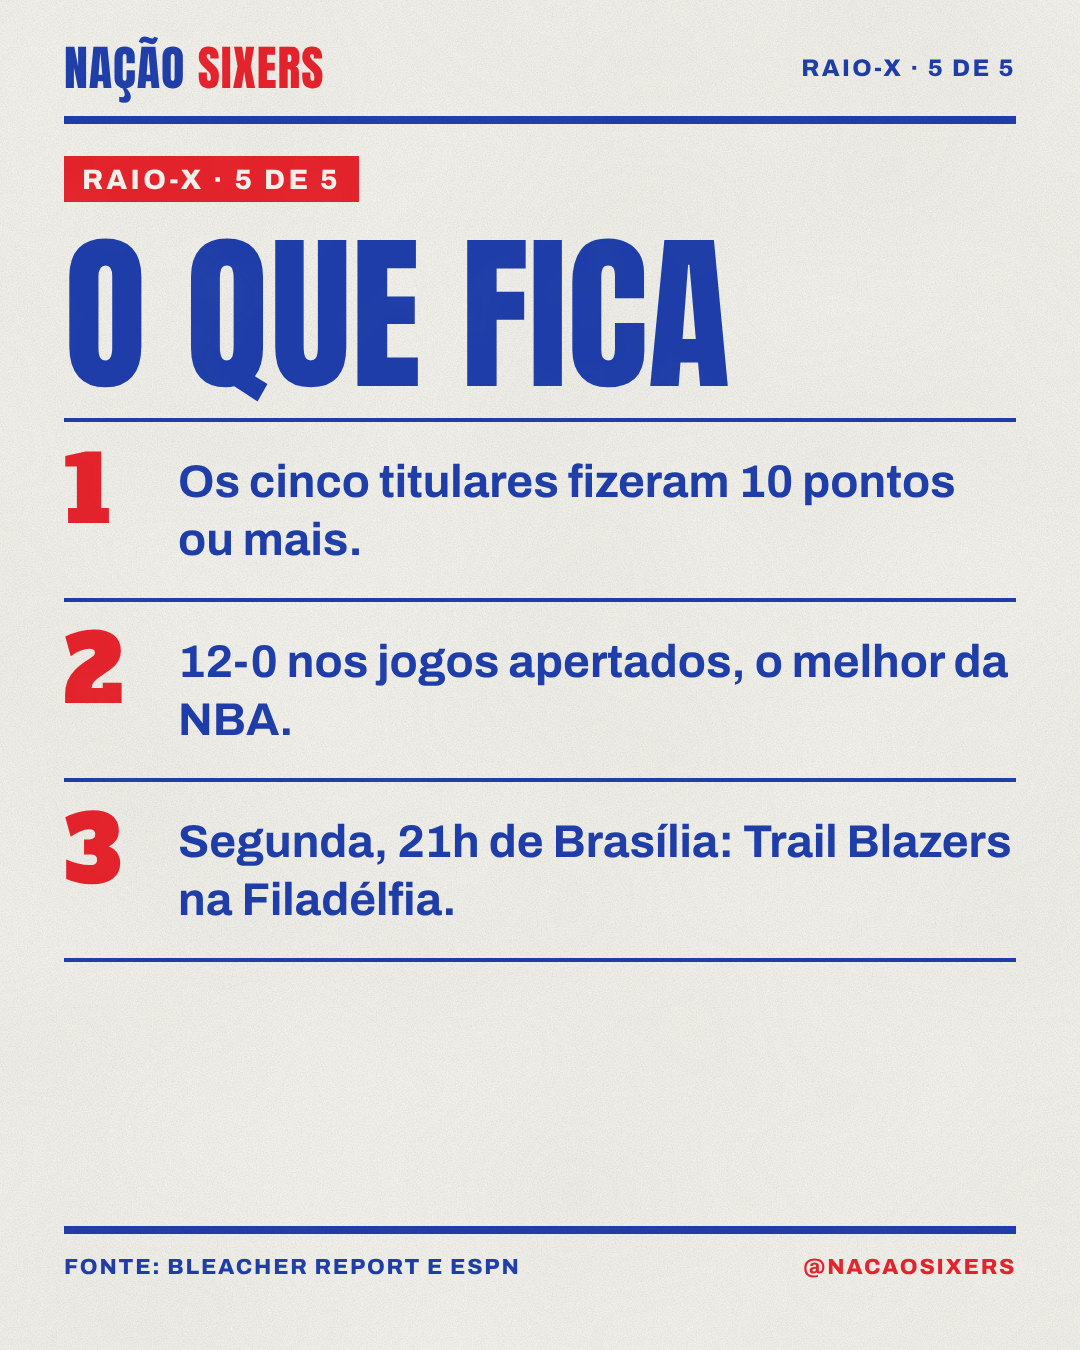 NAÇÃO SIXERS
RAIO-X · 5 DE 5
RAIO-X · 5 DE 5
O QUE FICA
1
Os cinco titulares fizeram 10 pontos
ou mais.
2
12-0 nos jogos apertados, o melhor da
NBA.
3
Segunda, 21h de Brasília: Trail Blazers
na Filadélfia.
FONTE: BLEACHER REPORT E ESPN
@NACAOSIXERS